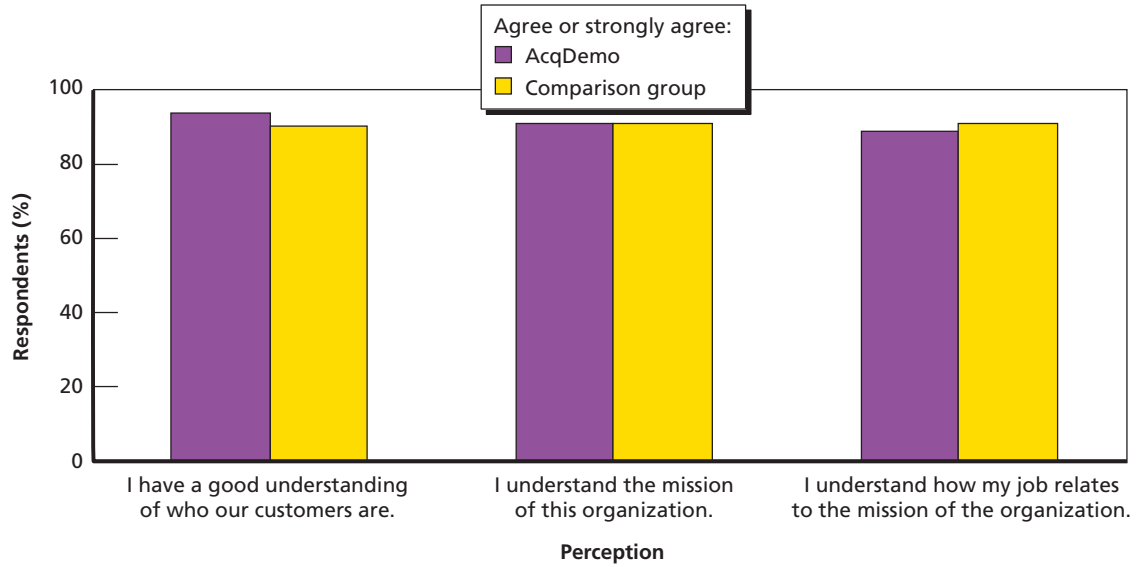 Agree or strongly agree:
AcqDemo
Comparison group
Respondents (%)
100
80
60
40
20
0
I have a good understanding
of who our customers are.
I understand the mission
of this organization.
I understand how my job relates
to the mission of the organization.
Perception